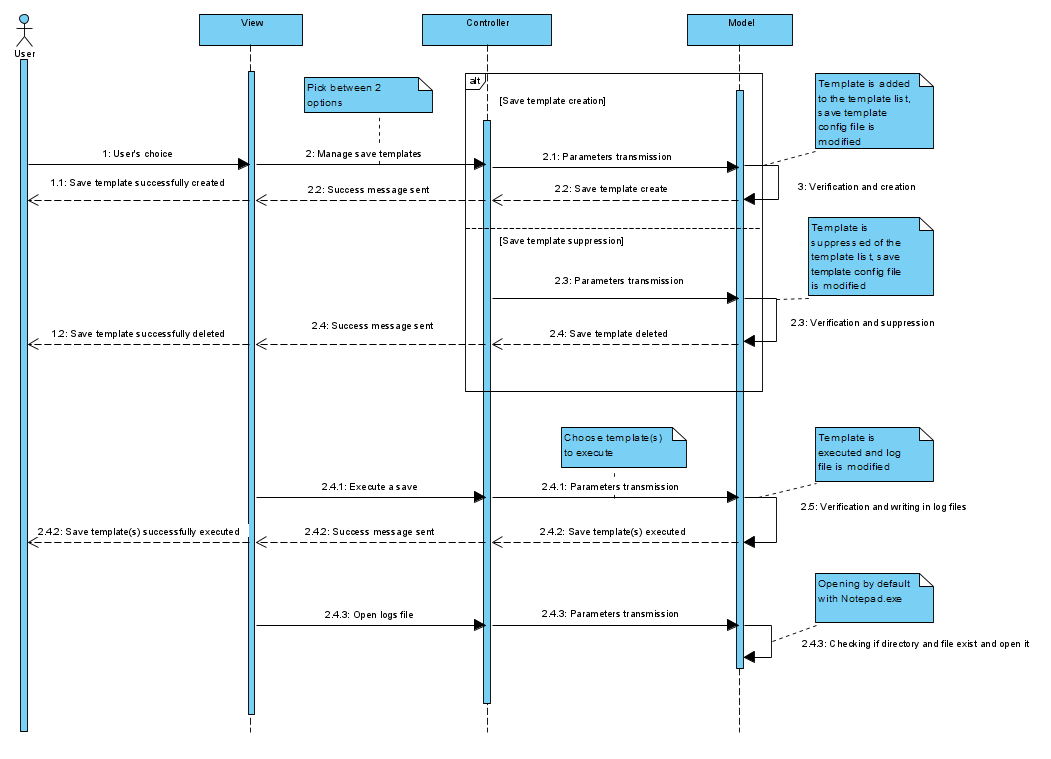 View
Controller
Model
User
alt
Pick between 2
options
[Save template creation]
Template is added
to the template list,
save template
config file is
modified
1: User's choice
2: Manage save templates
2.1: Parameters transmission
1.1: Save template successfully created
2.2: Success message sent
2.2: Save template create
3: Verification and creation
[Save template suppression]
Template is
suppressed of the
template list, save
template config file
is modified
2.3: Parameters transmission
1.2: Save template successfully deleted
2.4: Success message sent
2.4: Save template deleted
2.3: Verification and suppression
Choose template(s)
to execute
Template is
executed and log
file is modified
2.4.1: Execute a save
2.4.1: Parameters transmission
2.5: Verification and writing in log files
2.4.2: Save template(s) successfully executed
2.4.2: Success message sent
2.4.2: Save template(s) executed
Opening by default
with Notepad.exe
2.4.3: Open logs file
2.4.3: Parameters transmission
2.4.3: Checking if directory and file exist and open it